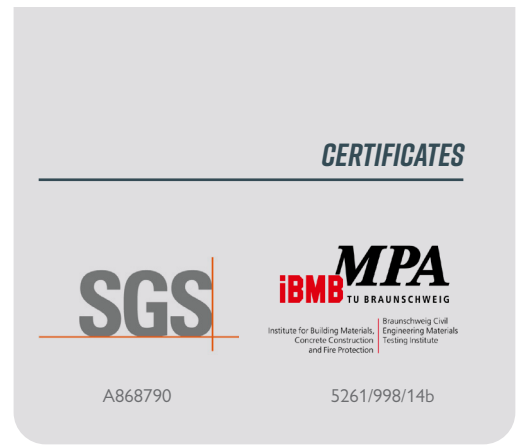 CERTIFICATES
SGS
MPA
iBMB
TU BRAUNSCHWEIG
Institute for Building Materials,
Concrete Construction
and Fire Protection
Braunschweig Civil
Engineering Materials
Testing Institute
A868790
5261/998/14b